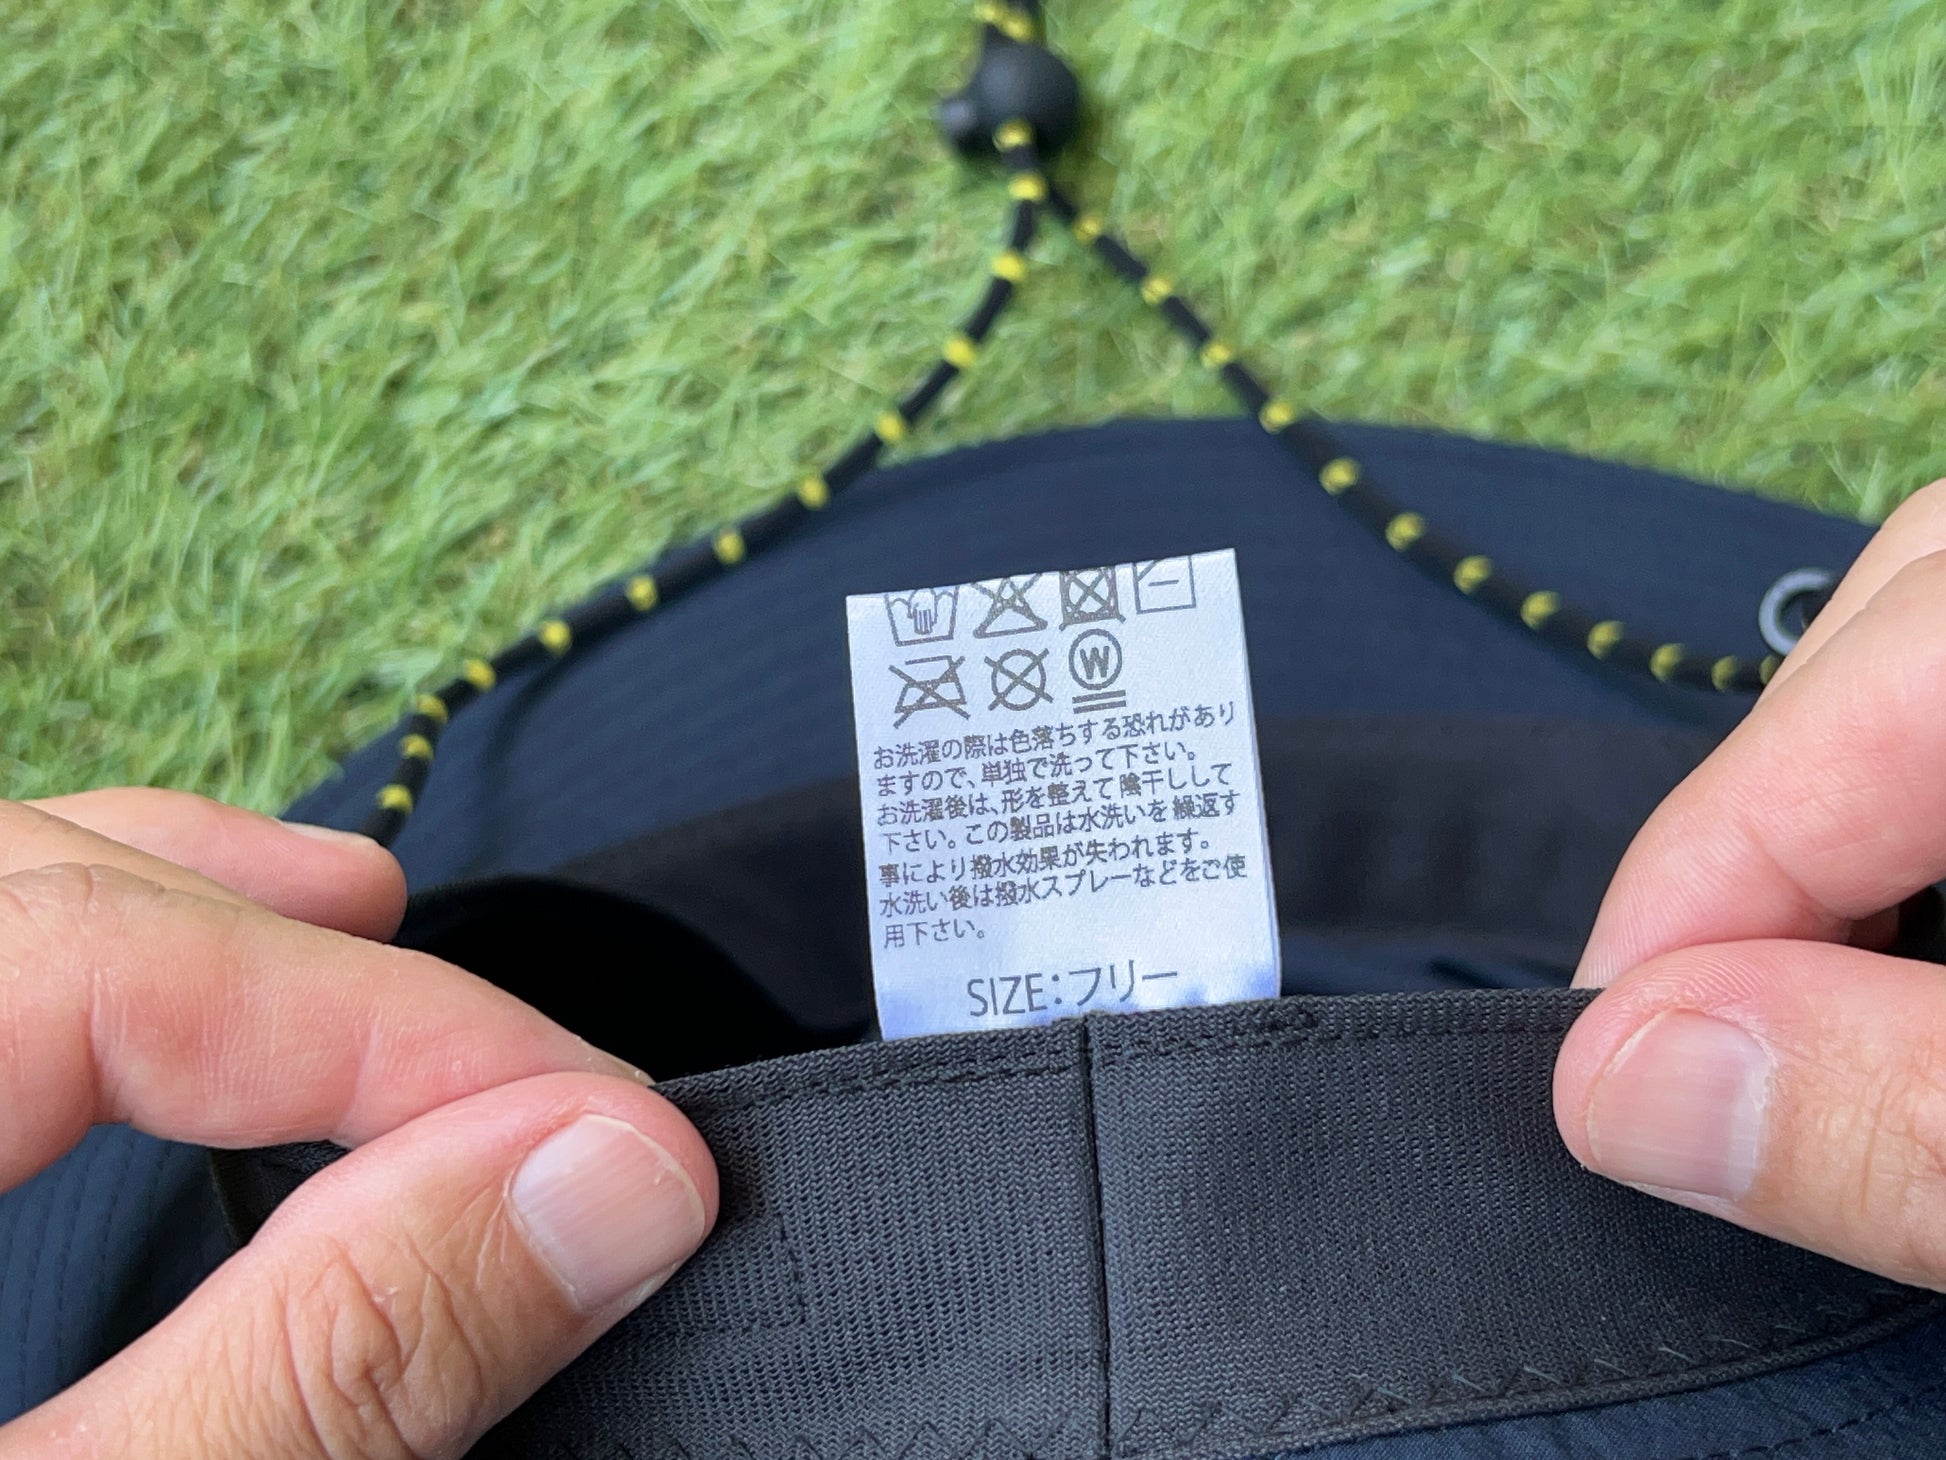 W
お洗濯の際は色落ちする恐れがあり
ますので、単独で洗って下さい。
お洗濯後は、形を整えて陰干しして
下さい。この製品は水洗いを繰返す
事により撥水効果が失われます。
水洗い後は撥水スプレーなどをご使
用下さい。
SIZE:フリー